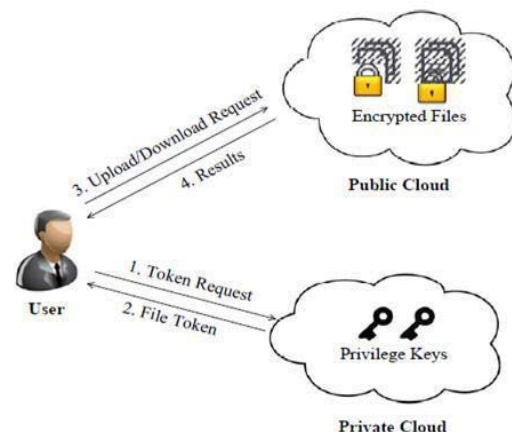 Encrypted Files
Public Cloud
3. Upload/Download Request
4. Results
User
1. Token Request
2. File Token
Privilege Keys
Private Cloud